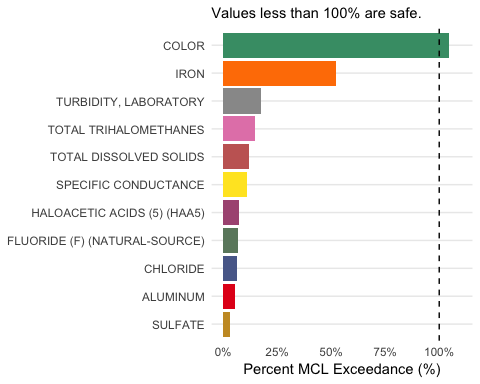 Values less than 100% are safe.
COLOR
IRON
TURBIDITY, LABORATORY
TOTAL TRIHALOMETHANES
TOTAL DISSOLVED SOLIDS
SPECIFIC CONDUCTANCE
HALOACETIC ACIDS (5) (HAA5)
FLUORIDE (F) (NATURAL-SOURCE)
CHLORIDE
ALUMINUM
SULFATE
0% 25% 50% 75% 100%
Percent MCL Exceedance (%)